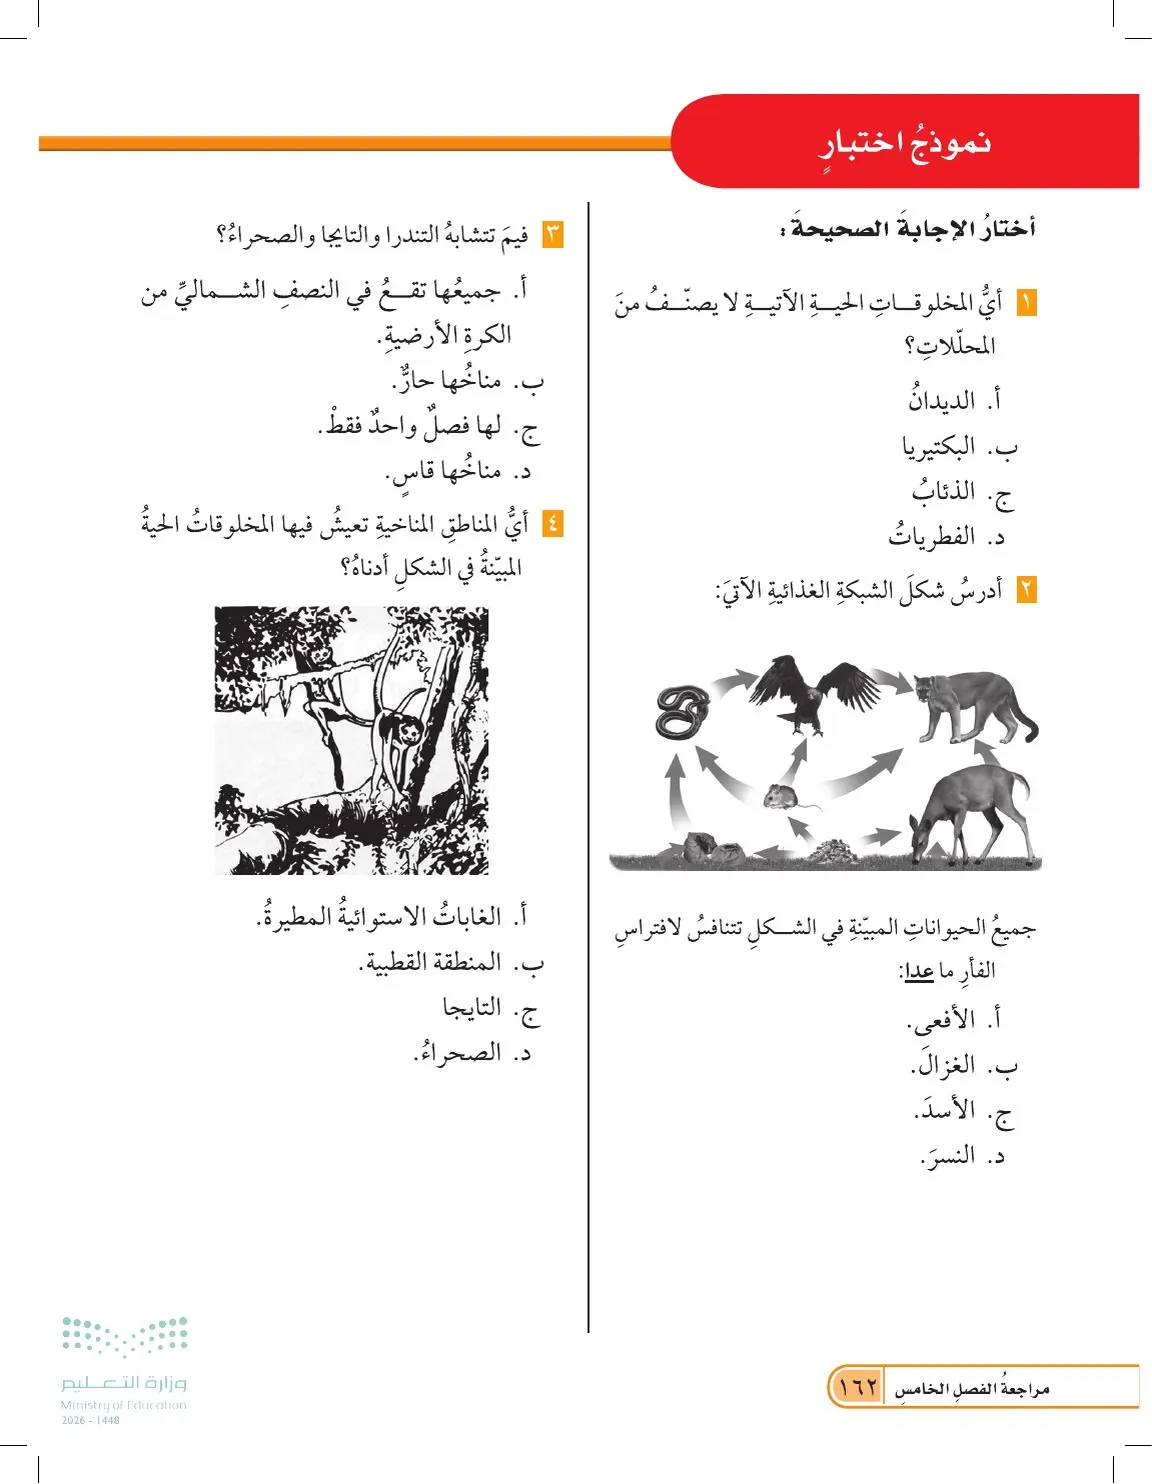 نموذجُ اختبارٍ
أختارُ الإجابةَ الصحيحةَ:
١ أيُّ المخلوقاتِ الحيةِ الآتيةِ لا يصنّفُ منَ
المحلّلاتِ؟
أ. الديدانُ
ب. البكتيريا
ج. الذئابُ
د. الفطرياتُ
٢ أدرسُ شكلَ الشبكةِ الغذائيةِ الآتيَ:
جميعُ الحيواناتِ المبيّنةِ في الشكلِ تتنافسُ لافتراسِ
الفأرِ ما عدا:
أ. الأفعى.
ب. الغزالَ.
ج. الأسدَ.
د. النسرَ.
٣ فيمَ تتشابهُ التندرا والتايجا والصحراءُ؟
أ. جميعُها تقعُ في النصفِ الشماليِّ من
الكرةِ الأرضيةِ.
ب. مناخُها حارٌّ.
ج. لها فصلٌ واحدٌ فقطْ.
د. مناخُها قاسٍ.
٤ أيُّ المناطقِ المناخيةِ تعيشُ فيها المخلوقاتُ الحيةُ
المبيّنةُ في الشكلِ أدناهُ؟
أ. الغاباتُ الاستوائيةُ المطيرةُ.
ب. المنطقة القطبية.
ج. التايجا
د. الصحراءُ.
مراجعةُ الفصلِ الخامسِ ١٦٢
وزارة التعليم
Ministry of Education
2026 - 1448